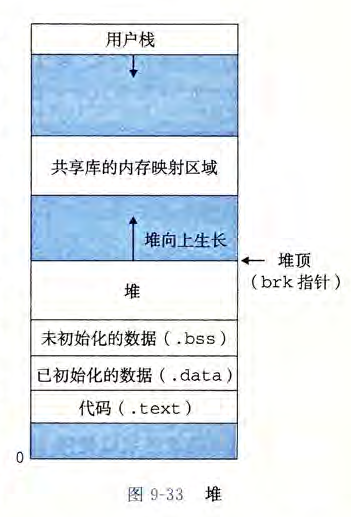 用户栈
共享库的内存映射区域
堆向上生长
堆顶
(brk 指针)
堆
未初始化的数据(.bss)
已初始化的数据(.data)
代码(.text)
0
图 9-33 堆